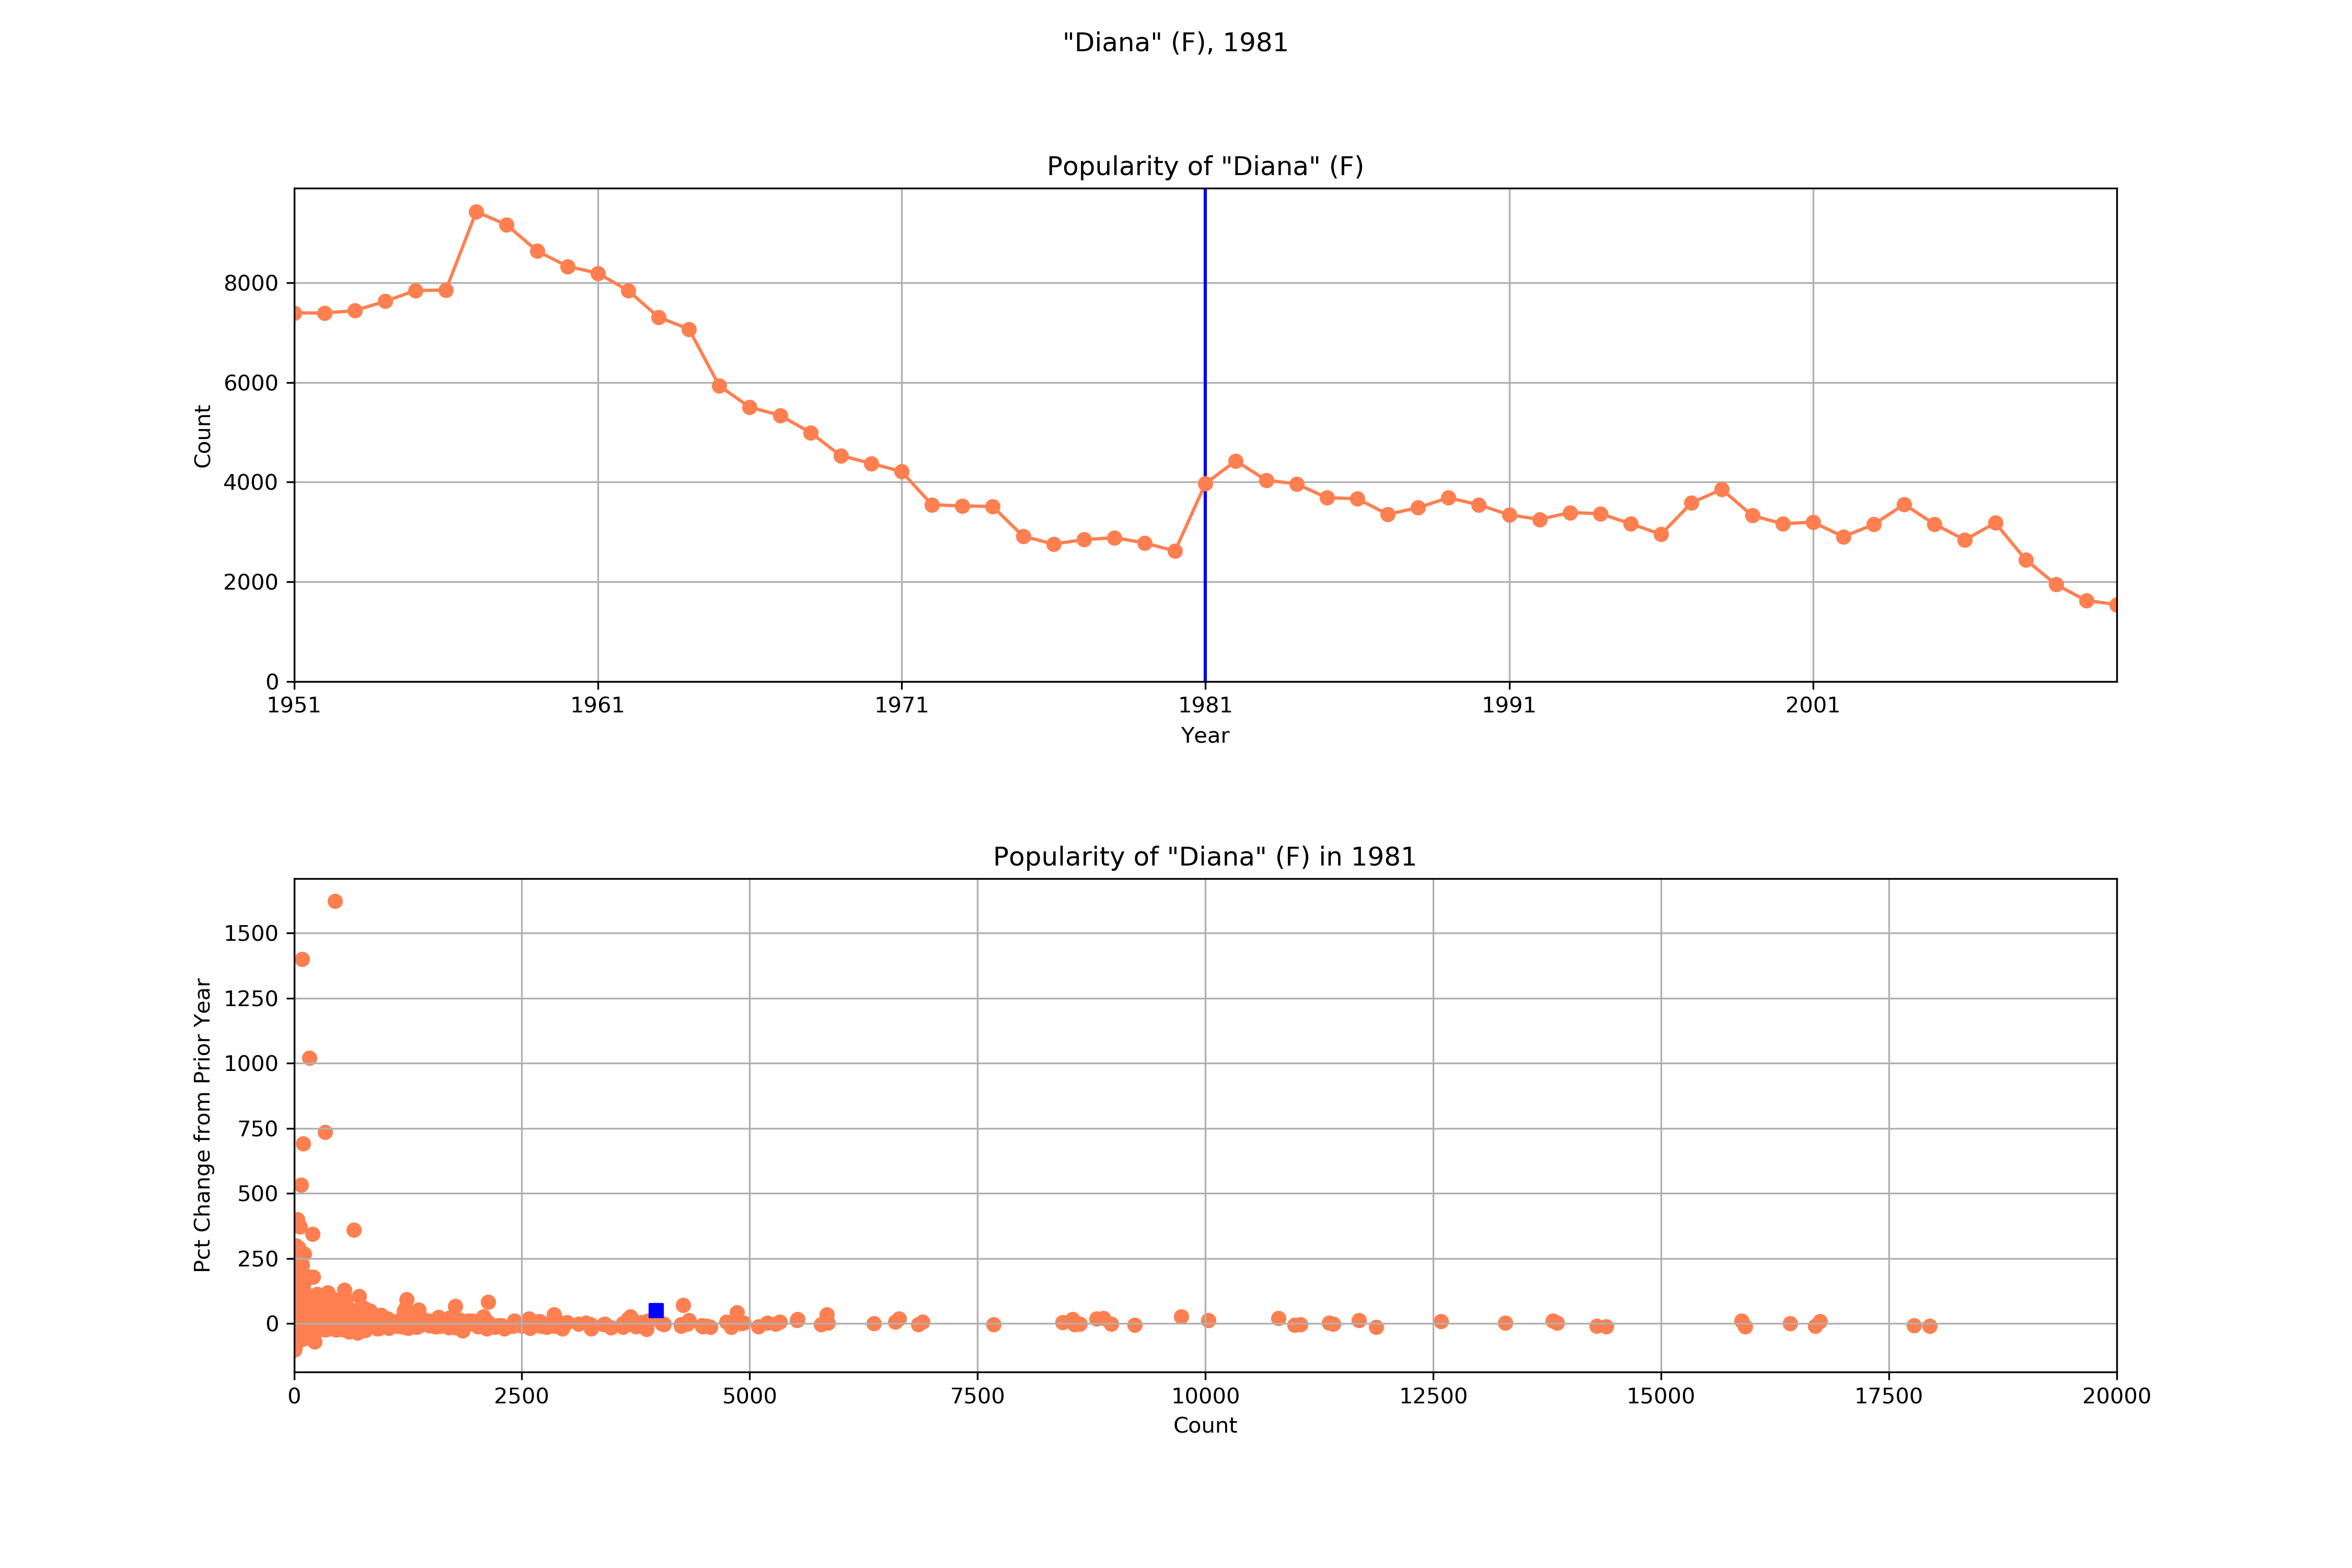 "Diana" (F), 1981
Popularity of "Diana" (F)
Count
8000
6000
4000
2000
0
1951 1961 1971 1981 1991 2001
Year
Popularity of "Diana" (F) in 1981
Pct Change from Prior Year
1500
1250
1000
750
500
250
0
0 2500 5000 7500 10000 12500 15000 17500 20000
Count